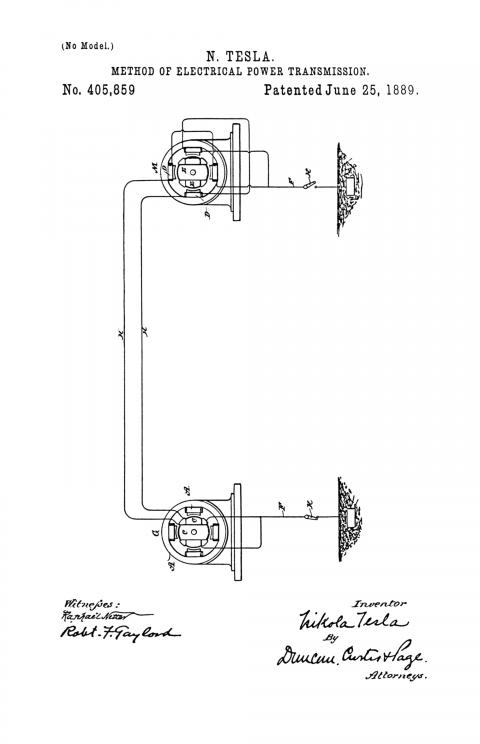 (No Model.)
N. TESLA.
METHOD OF ELECTRICAL POWER TRANSMISSION.
No. 405,859 Patented June 25, 1889.
M
B
D
F
K
H H
A
G C
F K
A
Witnesses: Inventor
Raphaël Netter Nikola Tesla
Robt. F. Gaylord By
Duncan, Curtis & Page.
Attorneys.